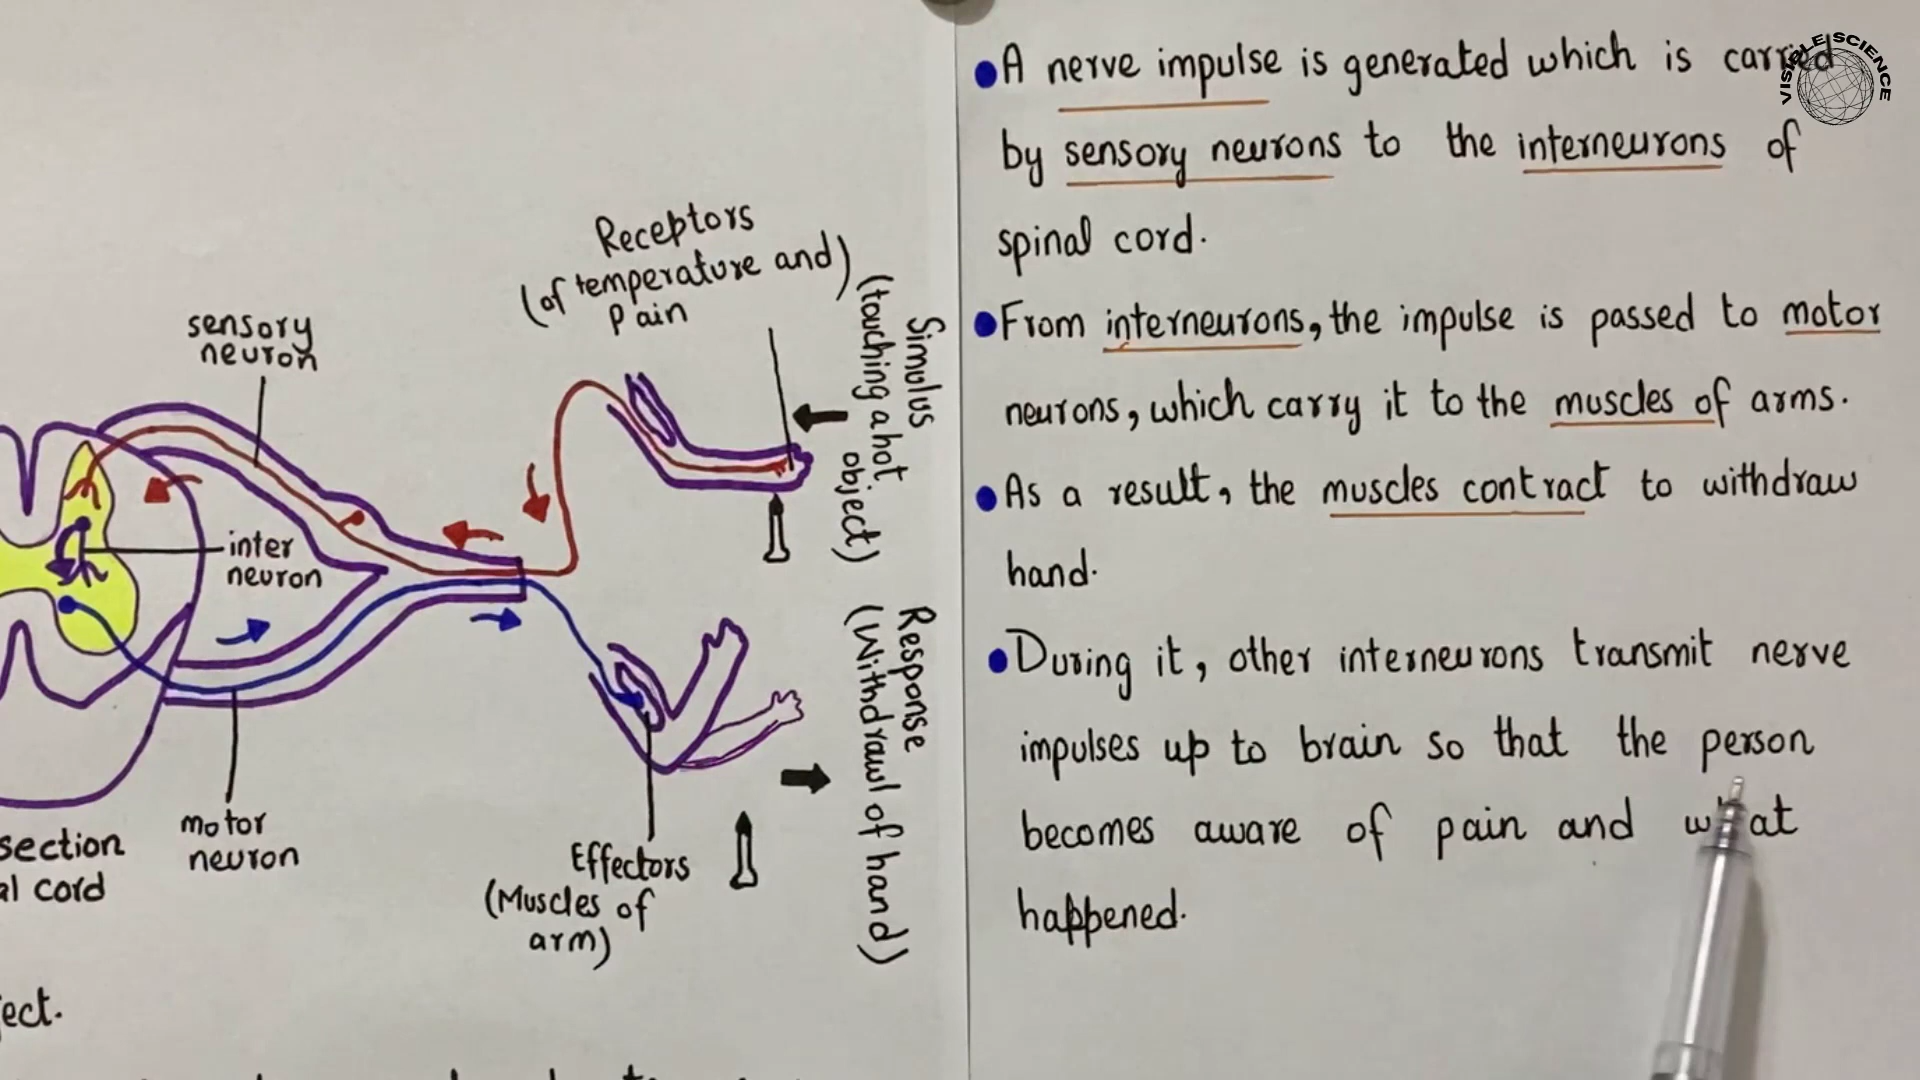 sensory
neuron
inter
neuron
motor
neuron
section
al cord
ect.
Receptors
(of temperature and)
pain
Simulus
(touching a hot
object)
Response
(Withdrawl of hand)
Effectors
(Muscles of
arm)
A nerve impulse is generated which is carried
by sensory neurons to the interneurons of
spinal cord.
From interneurons, the impulse is passed to motor
neurons, which carry it to the muscles of arms.
As a result, the muscles contract to withdraw
hand.
During it, other interneurons transmit nerve
impulses up to brain so that the person
becomes aware of pain and what
happened.
VISIBLE SCIENCE